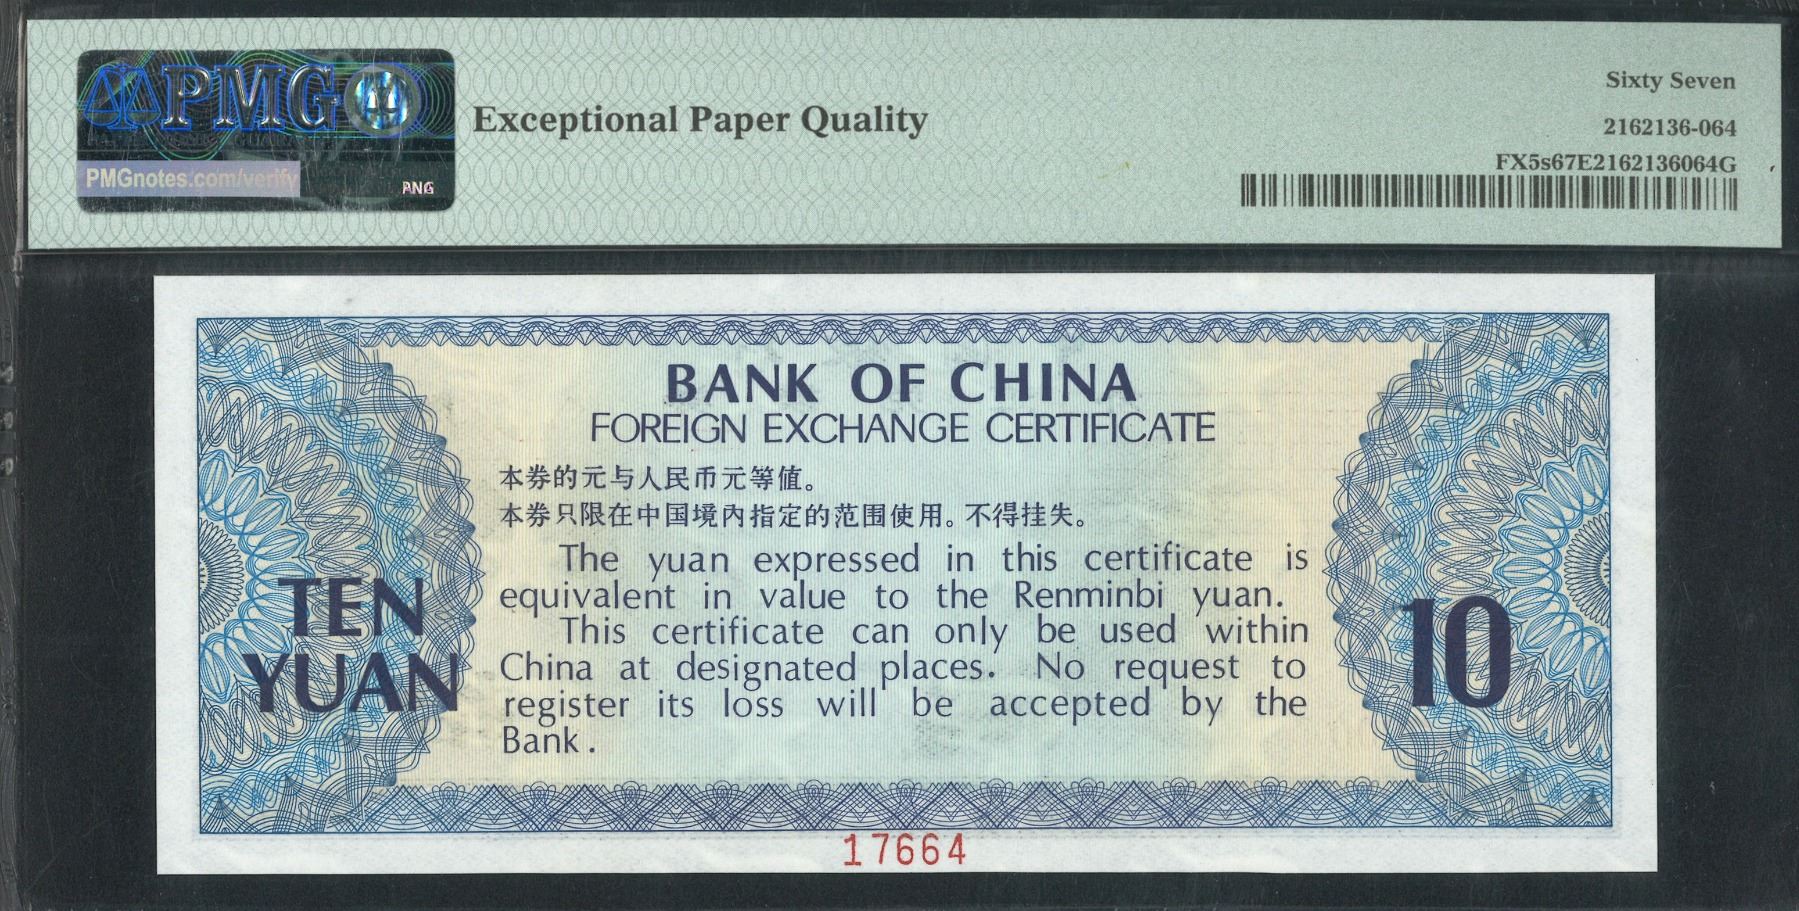 PMG
PMGnotes.com/verify
PNG
Exceptional Paper Quality
Sixty Seven
2162136-064
FX5s67E2162136064G
BANK OF CHINA
FOREIGN EXCHANGE CERTIFICATE
本券的元与人民币元等值。
本券只限在中国境内指定的范围使用。不得挂失。
The yuan expressed in this certificate is
equivalent in value to the Renminbi yuan.
This certificate can only be used within
China at designated places. No request to
register its loss will be accepted by the
Bank.
TEN
YUAN
10
17664